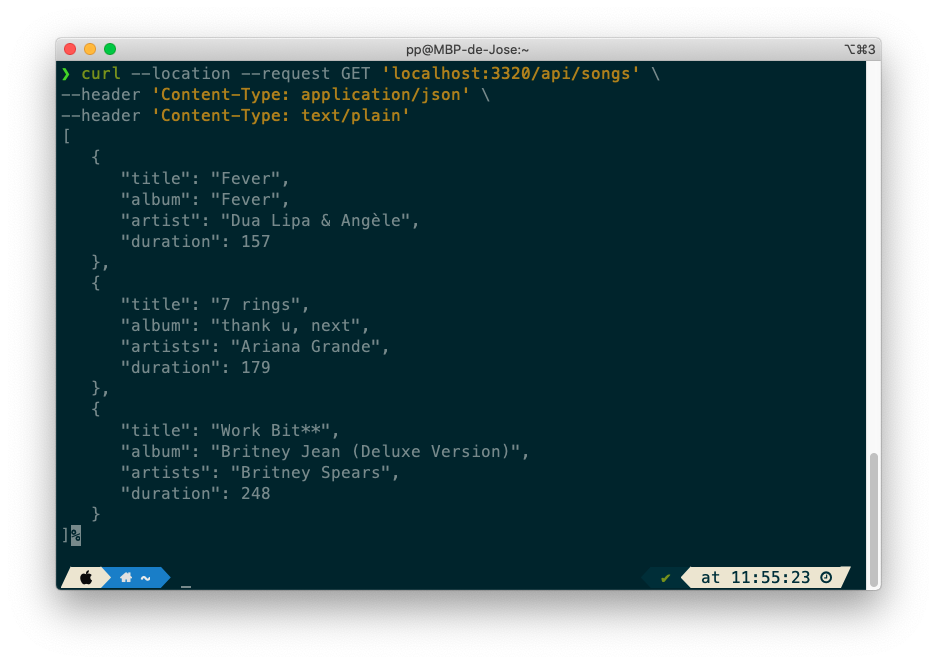 pp@MBP-de-Jose:~
⌥⌘3
❯ curl --location --request GET 'localhost:3320/api/songs' \
--header 'Content-Type: application/json' \
--header 'Content-Type: text/plain'
[
   {
      "title": "Fever",
      "album": "Fever",
      "artist": "Dua Lipa & Angèle",
      "duration": 157
   },
   {
      "title": "7 rings",
      "album": "thank u, next",
      "artists": "Ariana Grande",
      "duration": 179
   },
   {
      "title": "Work Bit**",
      "album": "Britney Jean (Deluxe Version)",
      "artists": "Britney Spears",
      "duration": 248
   }
]%
~ _ ✔ at 11:55:23